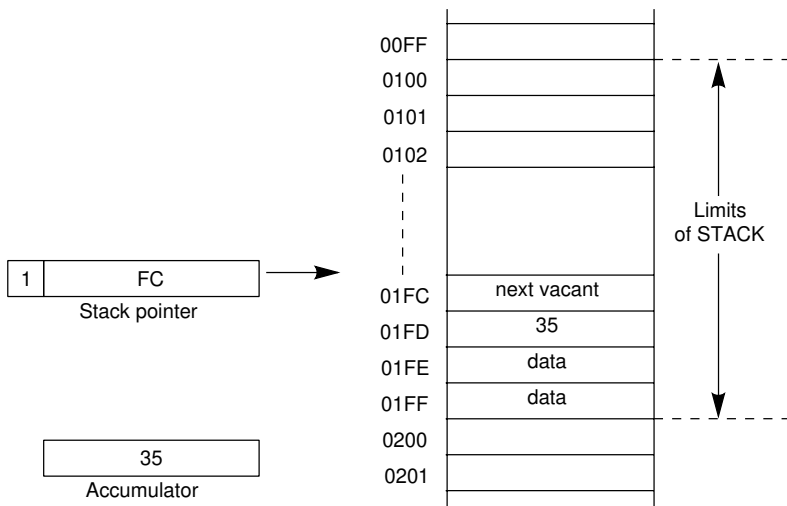 00FF
0100
0101
0102
Limits
of STACK
1 FC
Stack pointer
01FC next vacant
01FD 35
01FE data
01FF data
0200
35
0201
Accumulator